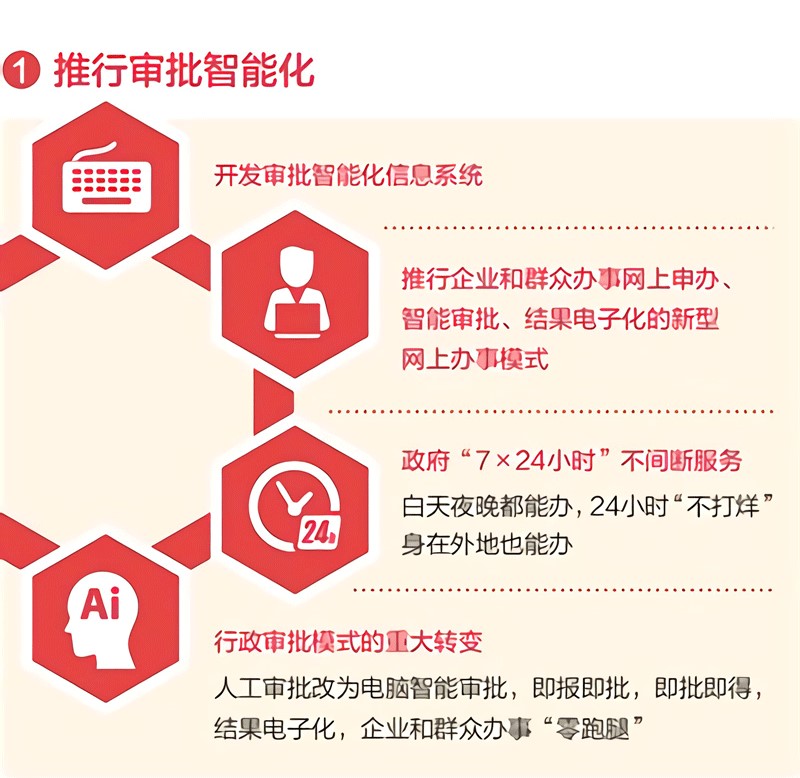 1 推行审批智能化
开发审批智能化信息系统
推行企业和群众办事网上申办、
智能审批、结果电子化的新型
网上办事模式
政府“7×24小时”不间断服务
白天夜晚都能办，24小时“不打烊”
身在外地也能办
24h
Ai
行政审批模式的重大转变
人工审批改为电脑智能审批，即报即批，即批即得，
结果电子化，企业和群众办事“零跑腿”